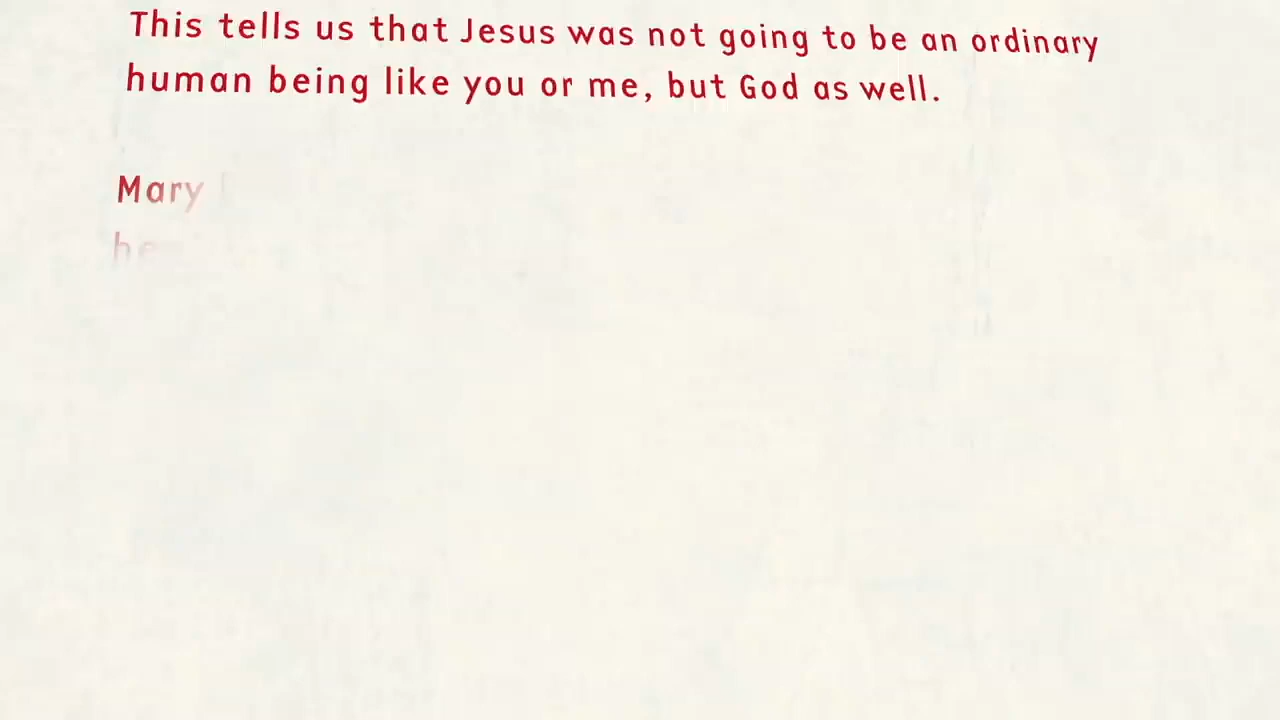 This tells us that Jesus was not going to be an ordinary
human being like you or me, but God as well.
Mary